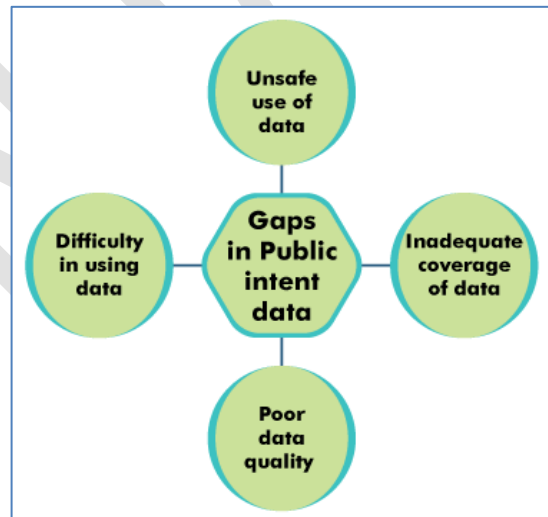 Unsafe
use of
data
Difficulty
in using
data
Gaps
in Public
intent
data
Inadequate
coverage
of data
Poor
data
quality